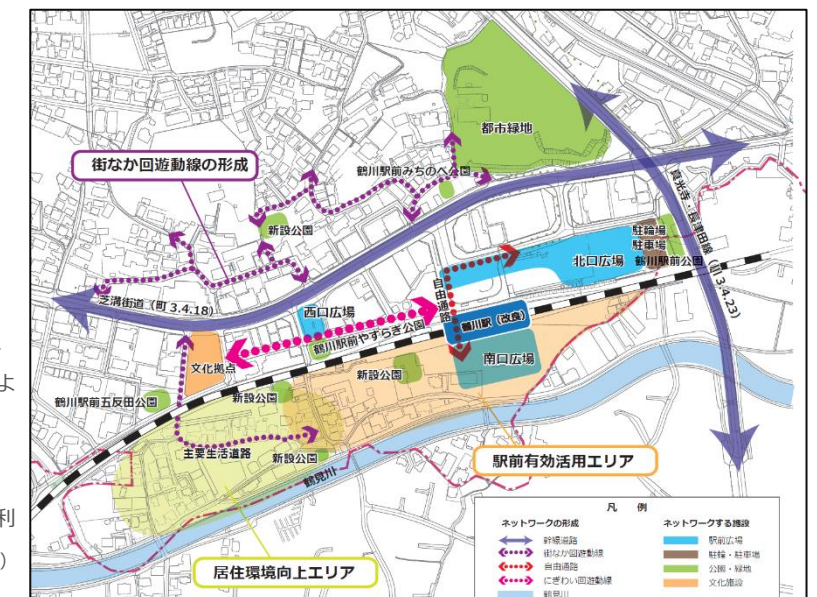 都市緑地
街なか回遊動線の形成
鶴川駅前みちのべ公園
新設公園
駐輪場
駐車場
北口広場
鶴川駅前公園
真光寺・長津田線（町3.4.23）
自由通路
芝溝街道（町3.4.18）
西口広場
鶴川駅（改良）
鶴川駅前やすらぎ公園
南口広場
文化拠点
新設公園
よ
鶴川駅前五反田公園
新設公園
主要生活道路
新設公園
駅前有効活用エリア
鶴見川
利
）
居住環境向上エリア
凡 例
ネットワークの形成
幹線道路
街なか回遊動線
自由通路
にぎわい回遊動線
鶴見川
ネットワークする施設
駅前広場
駐輪・駐車場
公園・緑地
文化施設